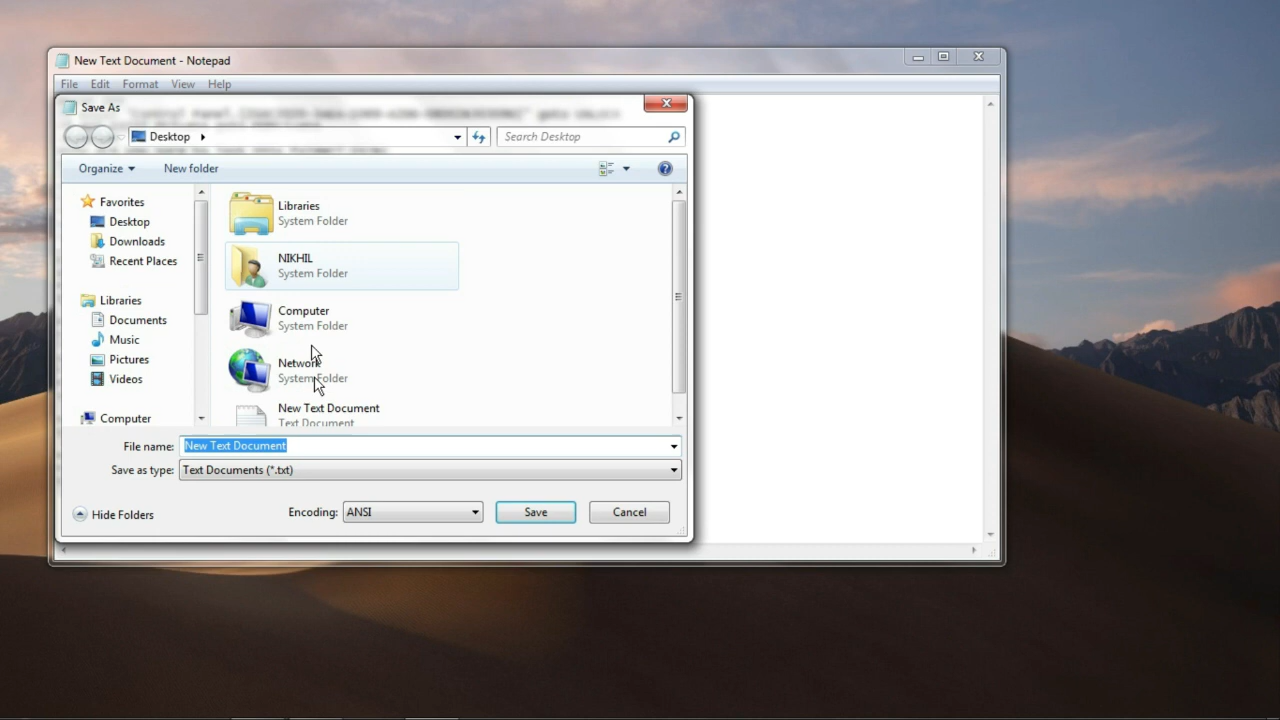 New Text Document - Notepad
File Edit Format View Help
Save As
Desktop
Search Desktop
Organize New folder
Favorites
Desktop
Downloads
Recent Places
Libraries
Documents
Music
Pictures
Videos
Computer
Libraries
System Folder
NIKHIL
System Folder
Computer
System Folder
Network
System Folder
New Text Document
Text Document
File name: New Text Document
Save as type: Text Documents (*.txt)
Hide Folders
Encoding: ANSI
Save
Cancel